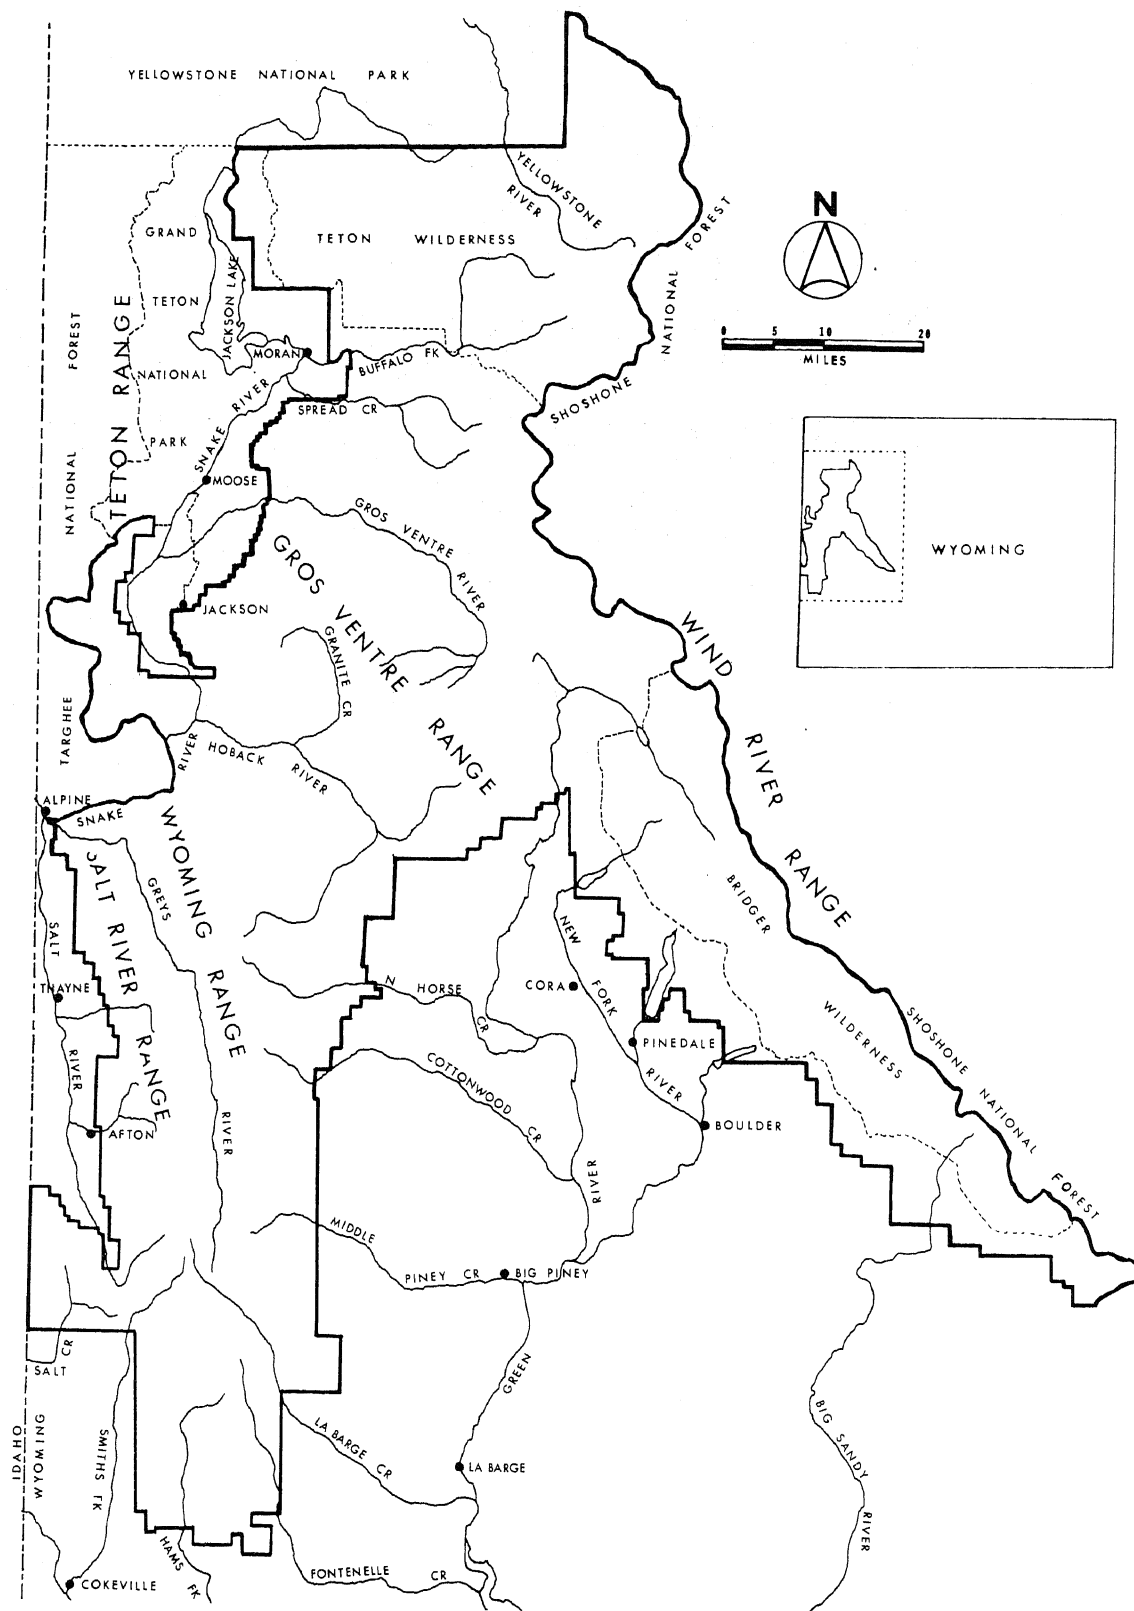 YELLOWSTONE NATIONAL PARK
YELLOWSTONE
RIVER
N
0 5 10 20
MILES
GRAND
TETON
NATIONAL
PARK
TETON WILDERNESS
JACKSON LAKE
SHOSHONE
NATIONAL
FOREST
TETON RANGE
TARGHEE
NATIONAL
FOREST
MORAN
BUFFALO FK
SPREAD CR
SNAKE RIVER
MOOSE
GROS VENTRE RIVER
GROS VENTRE RANGE
WYOMING
JACKSON
GRANITE CR
WIND RIVER RANGE
HOBACK RIVER
ALPINE
SNAKE RIVER
WYOMING RANGE
SALT RIVER RANGE
GREYS RIVER
SALT RIVER
BRIDGER WILDERNESS
NEW FORK RIVER
THAYNE
N HORSE CR
CORA
SHOSHONE NATIONAL FOREST
PINEDALE
COTTONWOOD CR
BOULDER
AFTON
RIVER
MIDDLE
PINEY CR
BIG PINEY
SALT CR
GREEN
IDAHO
WYOMING
SMITHS FK
LA BARGE CR
LA BARGE
BIG SANDY RIVER
HAMS FK
FONTENELLE CR
COKEVILLE